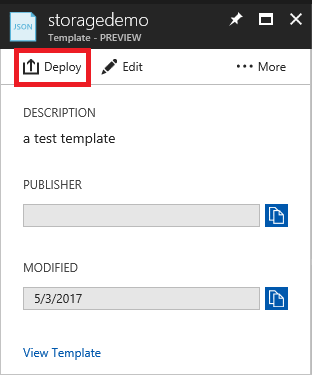 JSON
storagedemo
Template - PREVIEW
Deploy Edit ··· More
DESCRIPTION
a test template
PUBLISHER
MODIFIED
5/3/2017
View Template